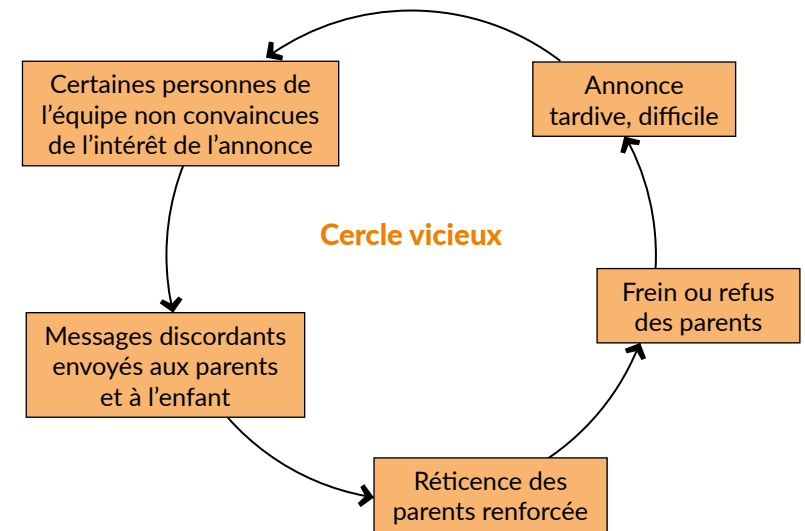 Certaines personnes de
l'équipe non convaincues
de l'intérêt de l'annonce
Annonce
tardive, difficile
Cercle vicieux
Frein ou refus
des parents
Messages discordants
envoyés aux parents
et à l'enfant
Réticence des
parents renforcée